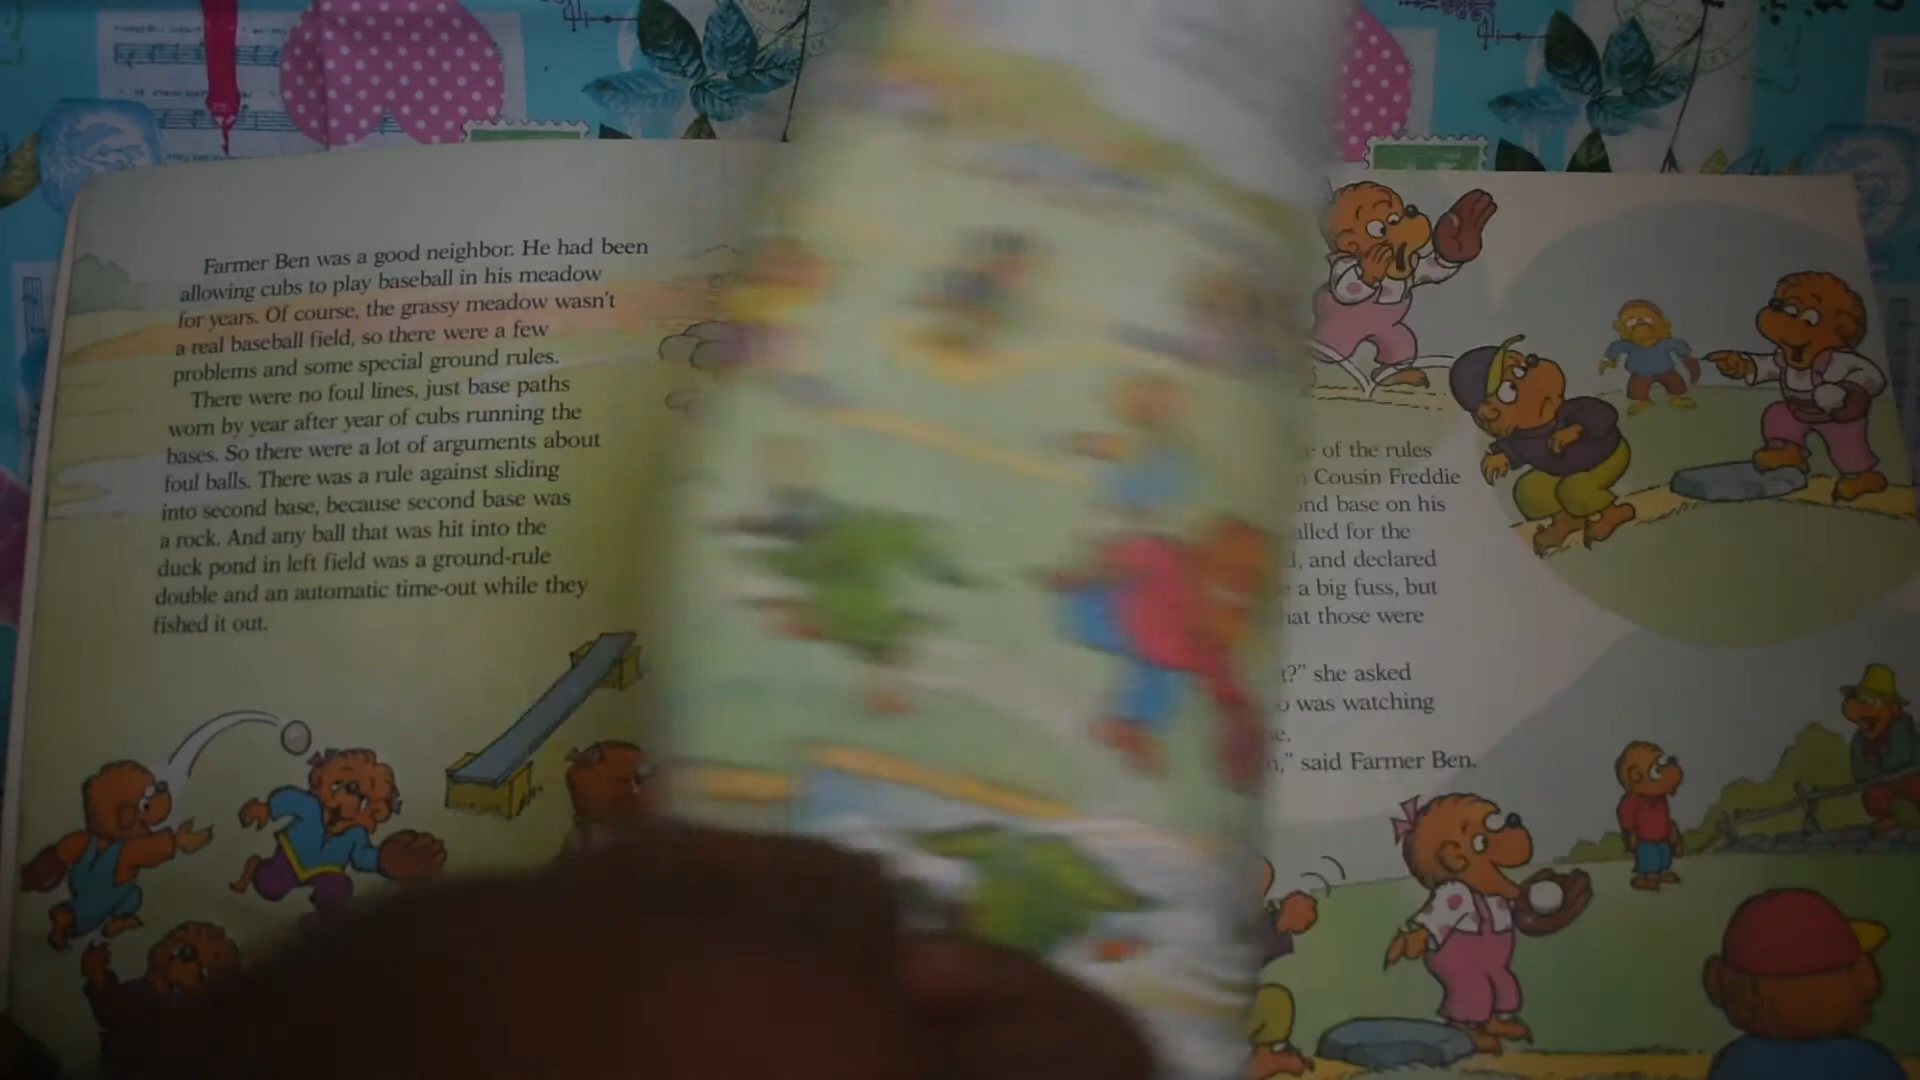 Farmer Ben was a good neighbor. He had been
allowing cubs to play baseball in his meadow
for years. Of course, the grassy meadow wasn't
a real baseball field, so there were a few
problems and some special ground rules.
There were no foul lines, just base paths
worn by year after year of cubs running the
bases. So there were a lot of arguments about
foul balls. There was a rule against sliding
into second base, because second base was
a rock. And any ball that was hit into the
duck pond in left field was a ground-rule
double and an automatic time-out while they
fished it out.
of the rules
Cousin Freddie
base on his
for the
and declared
a big fuss, but
those were
she asked
was watching
said Farmer Ben.